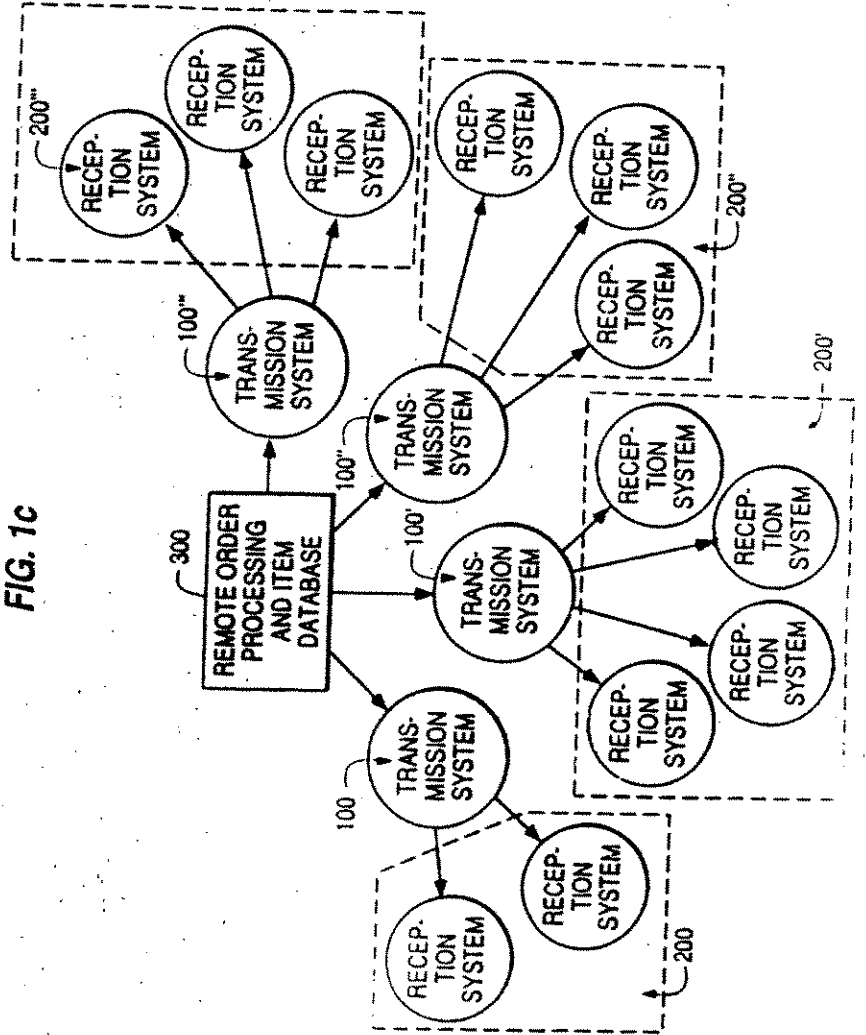 FIG. 1c
300
REMOTE ORDER
PROCESSING
AND ITEM
DATABASE
100
TRANS-
MISSION
SYSTEM
100'
TRANS-
MISSION
SYSTEM
100''
TRANS-
MISSION
SYSTEM
100'''
TRANS-
MISSION
SYSTEM
RECEP-
TION
SYSTEM
RECEP-
TION
SYSTEM
200
RECEP-
TION
SYSTEM
RECEP-
TION
SYSTEM
RECEP-
TION
SYSTEM
RECEP-
TION
SYSTEM
200'
RECEP-
TION
SYSTEM
RECEP-
TION
SYSTEM
RECEP-
TION
SYSTEM
200''
200'''
RECEP-
TION
SYSTEM
RECEP-
TION
SYSTEM
RECEP-
TION
SYSTEM